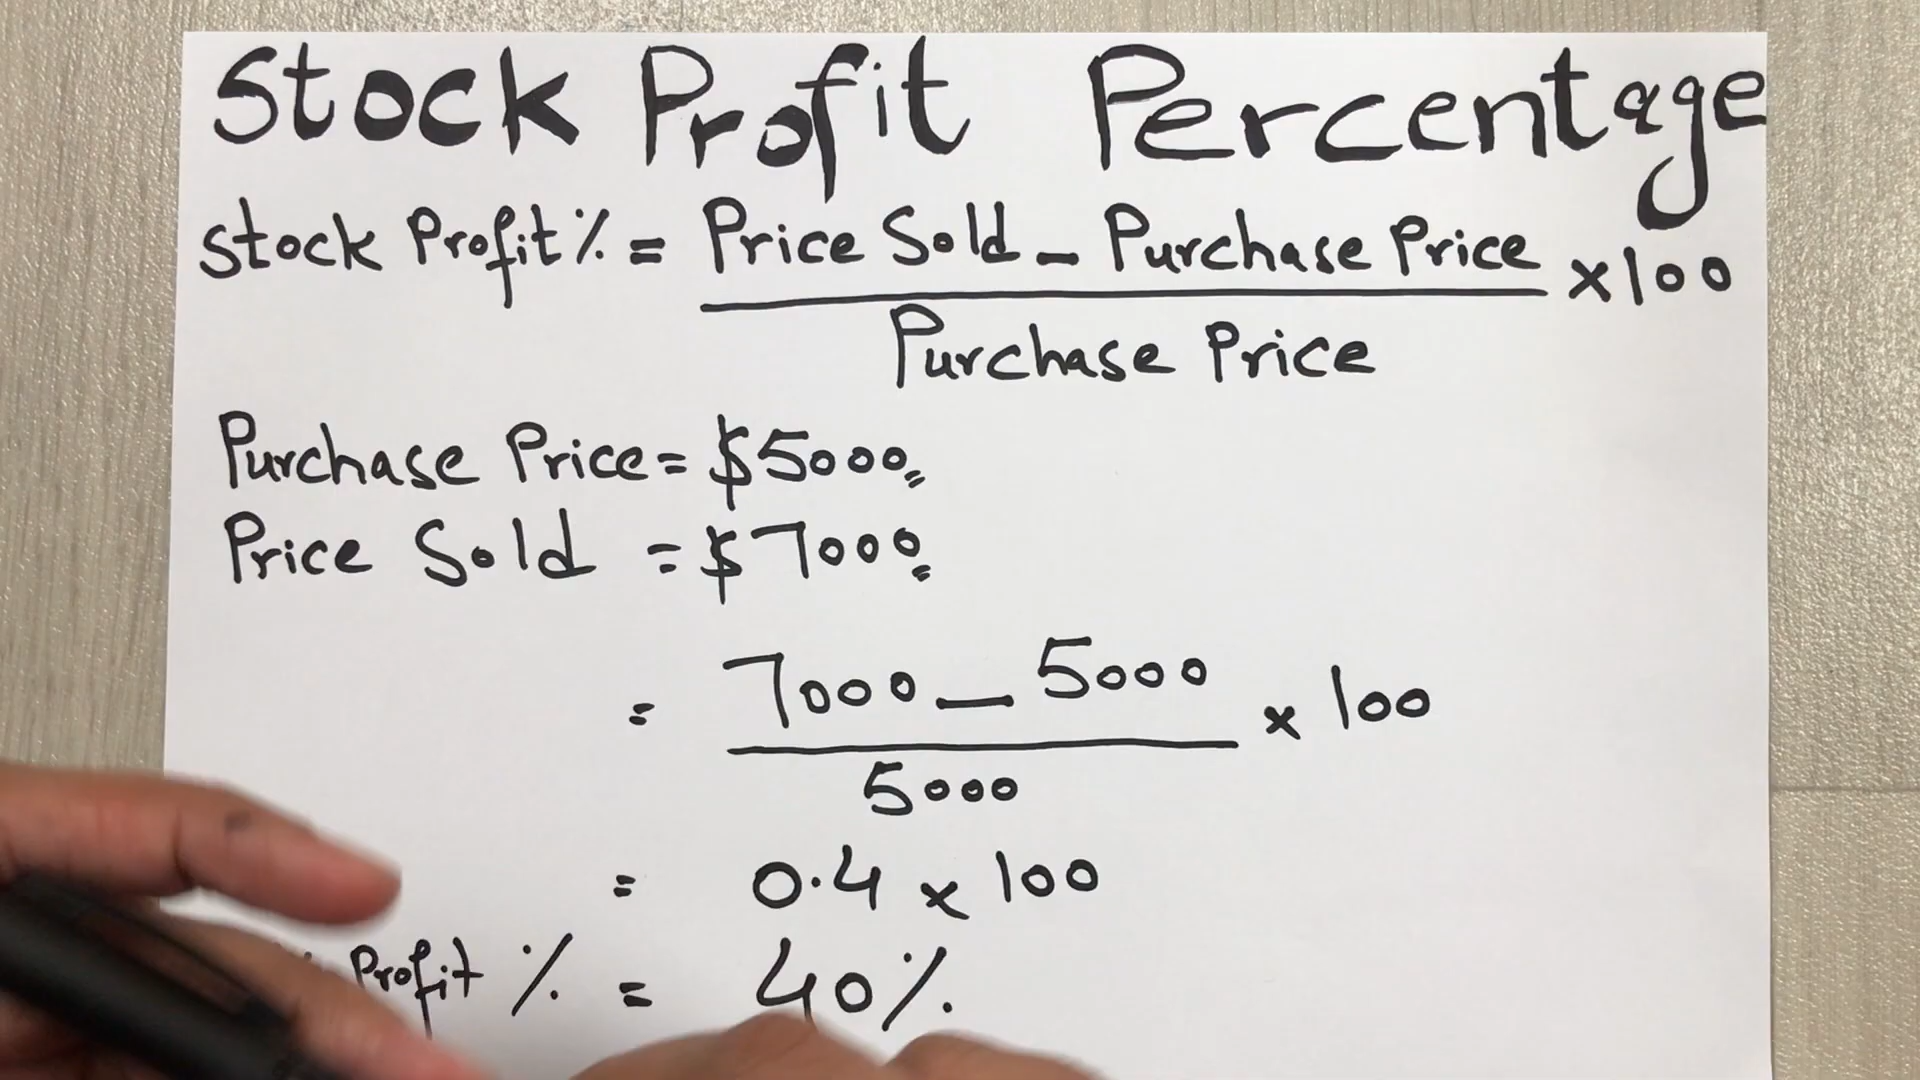 Stock Profit Percentage
Stock Profit % = Price Sold - Purchase Price × 100
Purchase Price
Purchase Price = $5000
Price Sold = $7000
= 7000 - 5000 × 100
5000
= 0.4 × 100
Profit % = 40%